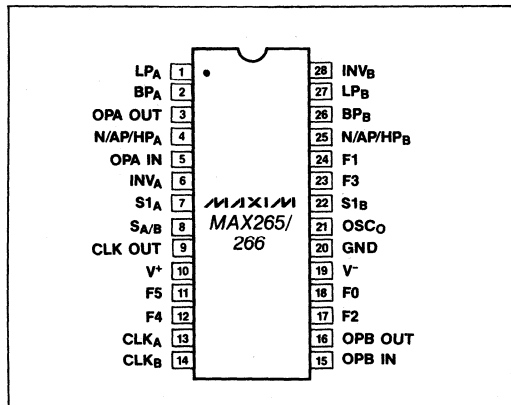 LPA 1
BPA 2
OPA OUT 3
N/AP/HPA 4
OPA IN 5
INVA 6
S1A 7
SA/B 8
CLK OUT 9
V+ 10
F5 11
F4 12
CLKA 13
CLKB 14
MAXIM
MAX265/
266
28 INVB
27 LPB
26 BPB
25 N/AP/HPB
24 F1
23 F3
22 S1B
21 OSCO
20 GND
19 V-
18 F0
17 F2
16 OPB OUT
15 OPB IN